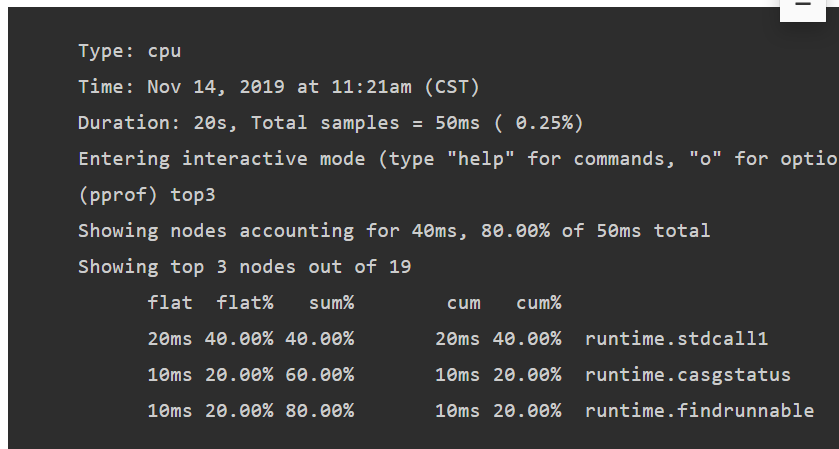 Type: cpu
Time: Nov 14, 2019 at 11:21am (CST)
Duration: 20s, Total samples = 50ms ( 0.25%)
Entering interactive mode (type "help" for commands, "o" for optio
(pprof) top3
Showing nodes accounting for 40ms, 80.00% of 50ms total
Showing top 3 nodes out of 19
flat flat% sum% cum cum%
20ms 40.00% 40.00% 20ms 40.00% runtime.stdcall1
10ms 20.00% 60.00% 10ms 20.00% runtime.casgstatus
10ms 20.00% 80.00% 10ms 20.00% runtime.findrunnable